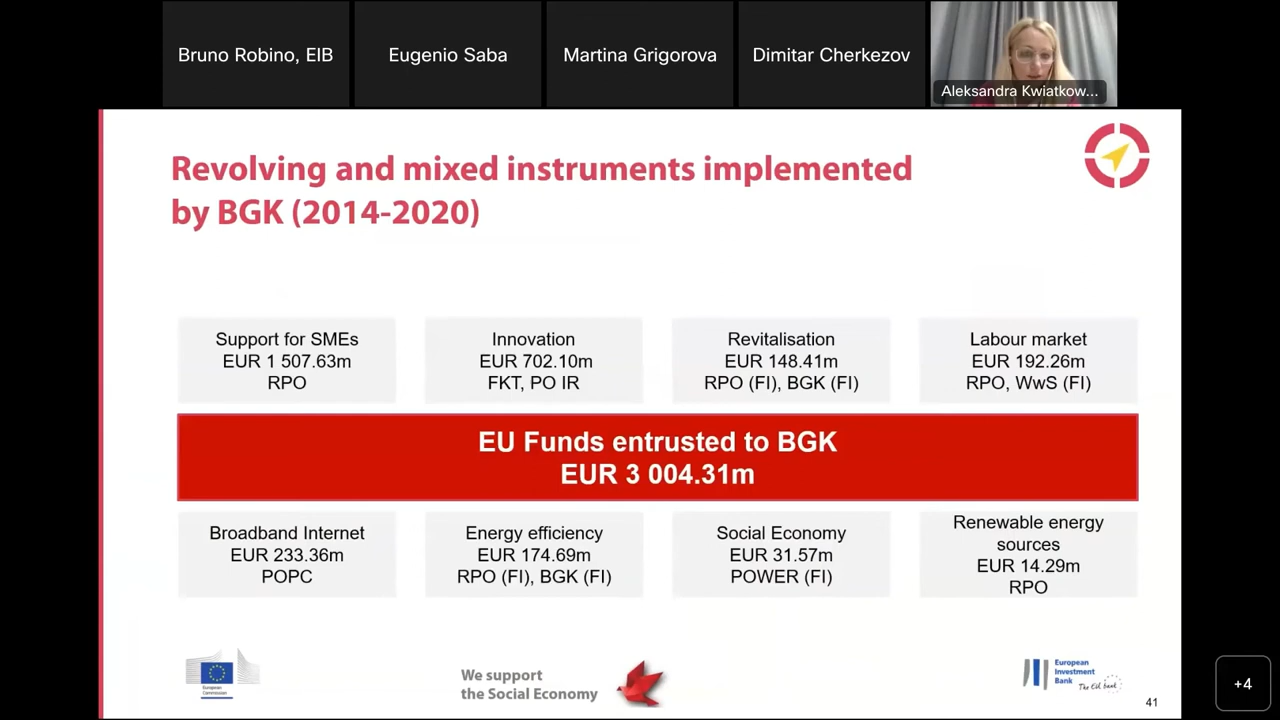 Bruno Robino, EIB
Eugenio Saba
Martina Grigorova
Dimitar Cherkezov
Aleksandra Kwiatkow...
Revolving and mixed instruments implemented
by BGK (2014-2020)
Support for SMEs
EUR 1 507.63m
RPO
Innovation
EUR 702.10m
FKT, PO IR
Revitalisation
EUR 148.41m
RPO (FI), BGK (FI)
Labour market
EUR 192.26m
RPO, WwS (FI)
EU Funds entrusted to BGK
EUR 3 004.31m
Broadband Internet
EUR 233.36m
POPC
Energy efficiency
EUR 174.69m
RPO (FI), BGK (FI)
Social Economy
EUR 31.57m
POWER (FI)
Renewable energy
sources
EUR 14.29m
RPO
European
Commission
We support
the Social Economy
European
Investment
Bank
The EU bank
41
+4